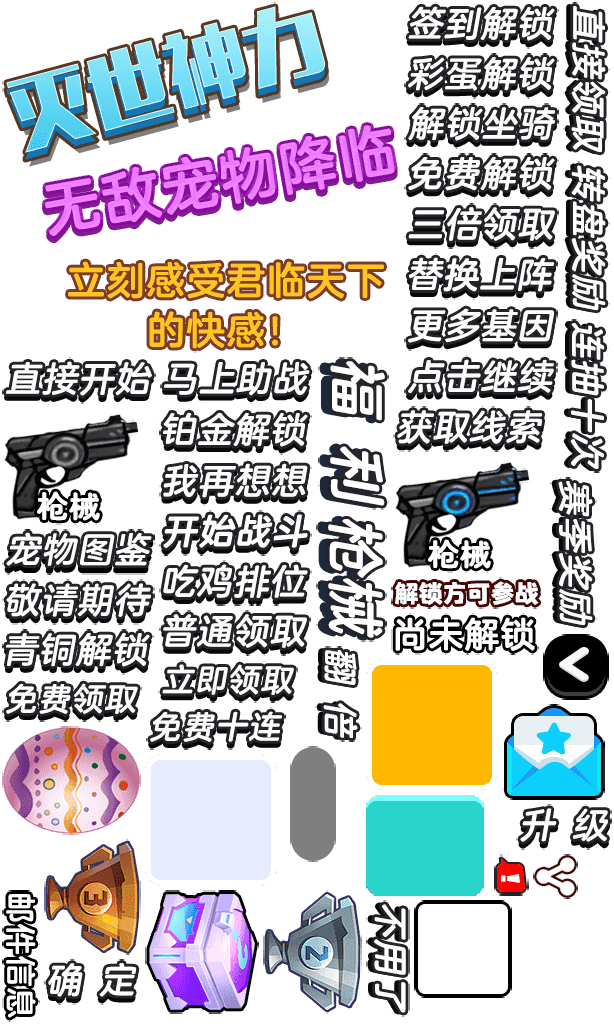 灭世神力
无敌宠物降临
立刻感受君临天下
的快感!
签到解锁
彩蛋解锁
解锁坐骑
免费解锁
三倍领取
替换上阵
更多基因
点击继续
获取线索
直接领取
转盘奖励
连抽十次
赛季奖励
直接开始
马上助战
铂金解锁
我再想想
开始战斗
吃鸡排位
普通领取
立即领取
免费十连
福利枪械
翻倍
枪械
宠物图鉴
敬请期待
青铜解锁
免费领取
枪械
解锁方可参战
尚未解锁
升级
!
3
2
邮件信息
确定
不用了